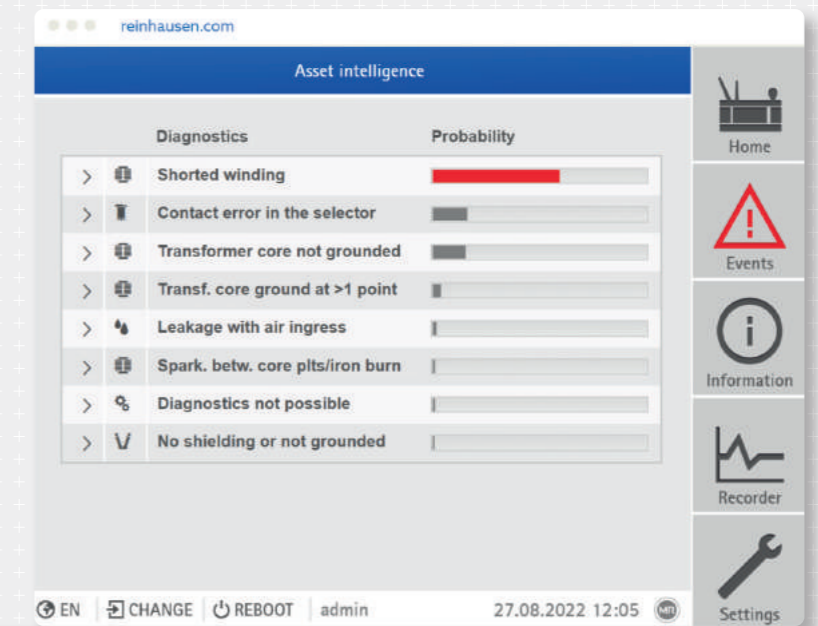 reinhausen.com
Asset intelligence
Diagnostics Probability
Shorted winding
Contact error in the selector
Transformer core not grounded
Transf. core ground at >1 point
Leakage with air ingress
Spark. betw. core plts/iron burn
Diagnostics not possible
No shielding or not grounded
Home
Events
Information
Recorder
Settings
EN CHANGE REBOOT admin 27.08.2022 12:05 MR